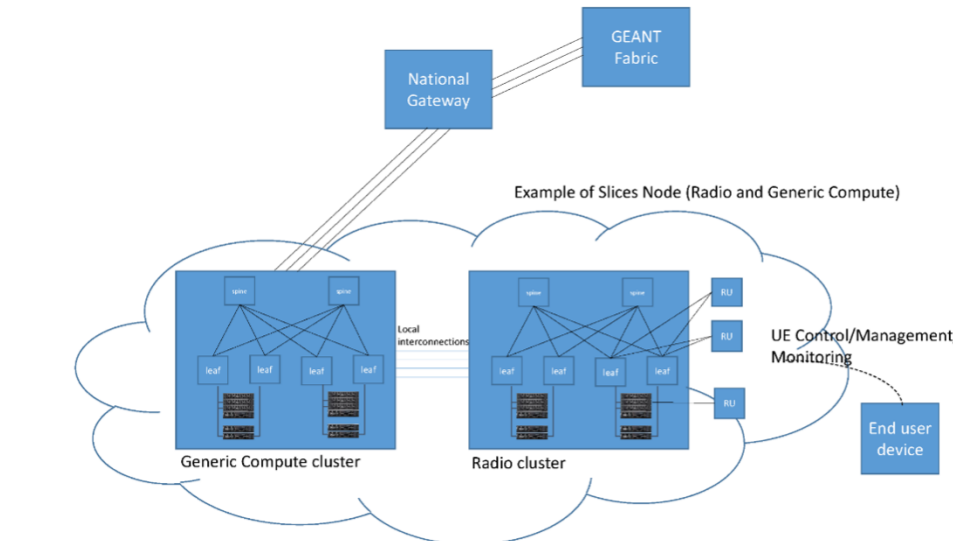 GEANT
Fabric
National
Gateway
Example of Slices Node (Radio and Generic Compute)
spine
spine
spine
spine
RU
Local
interconnections
RU
UE Control/Management
Monitoring
leaf
leaf
leaf
leaf
leaf
leaf
leaf
leaf
RU
End user
device
Generic Compute cluster
Radio cluster